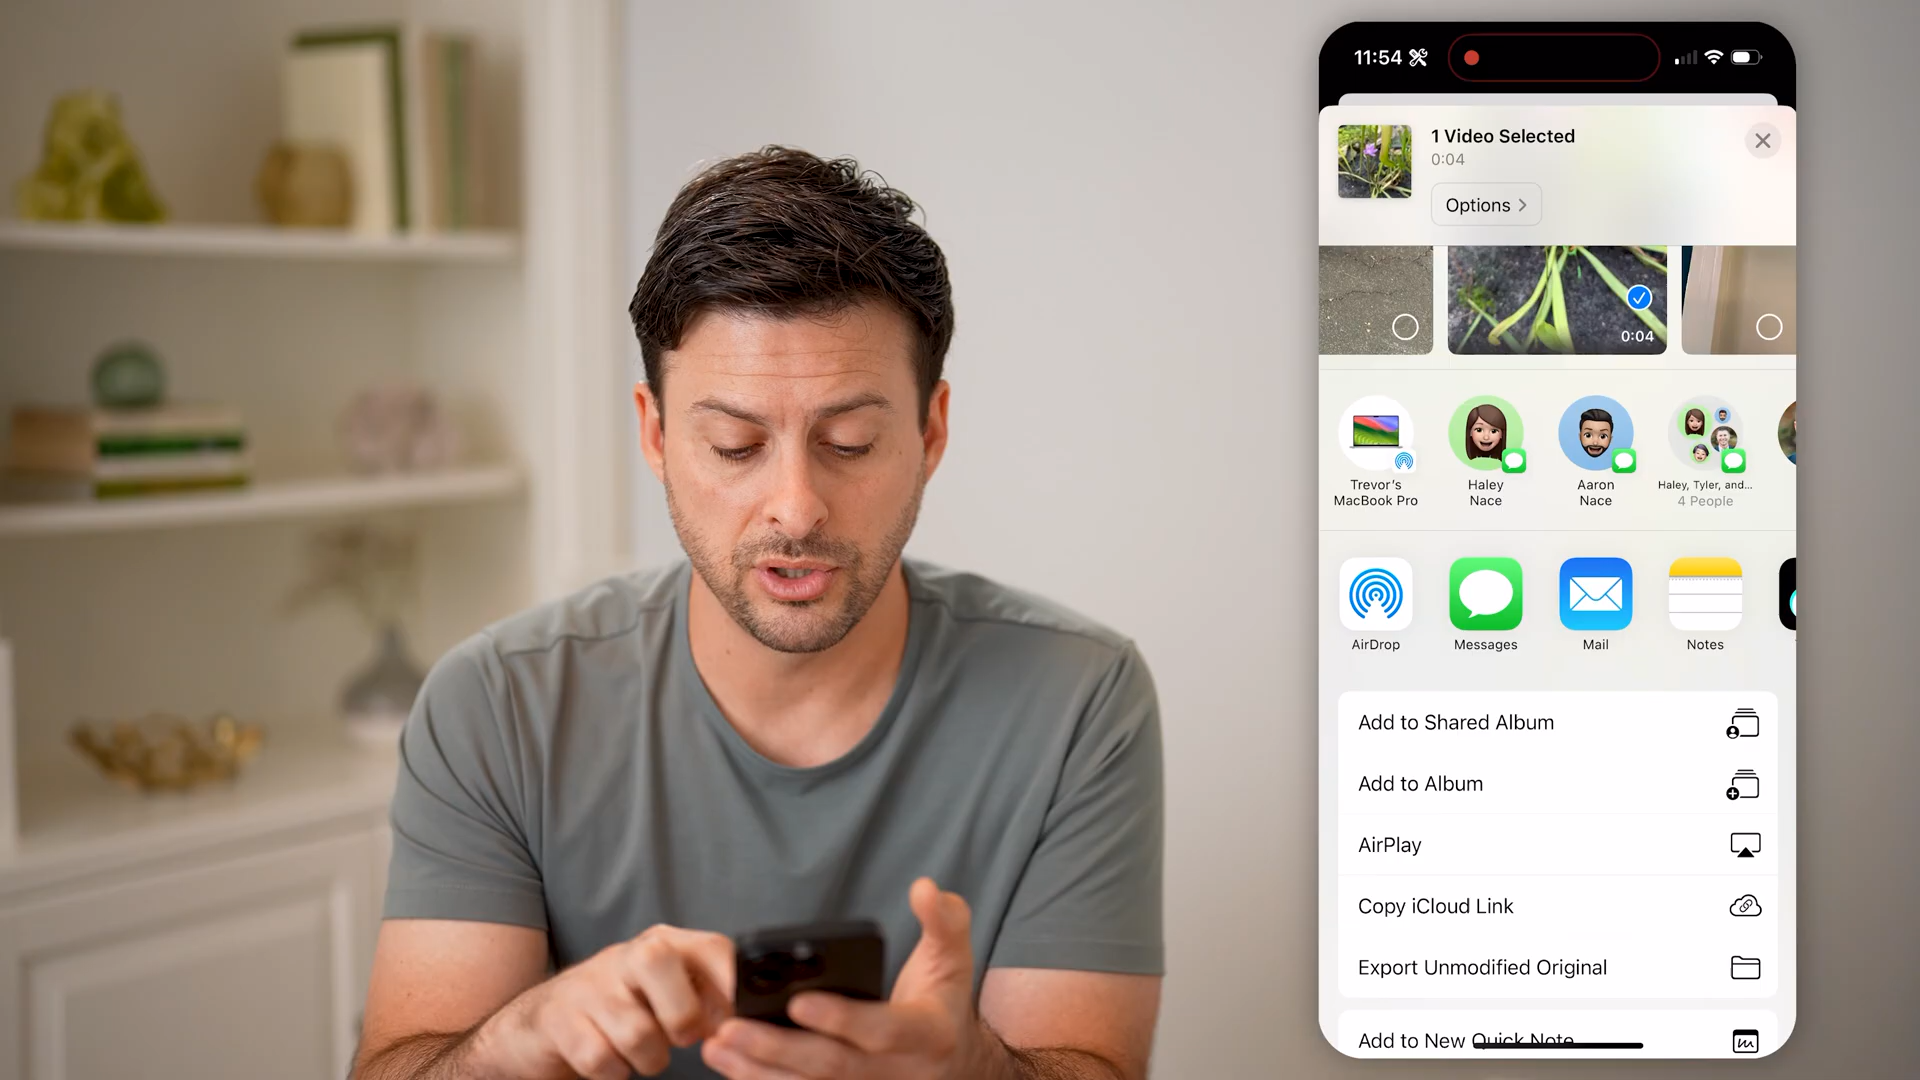 11:54
1 Video Selected
0:04
Options
0:04
Trevor's
MacBook Pro
Haley
Nace
Aaron
Nace
Haley, Tyler, and...
4 People
AirDrop
Messages
Mail
Notes
Add to Shared Album
Add to Album
AirPlay
Copy iCloud Link
Export Unmodified Original
Add to New Quick Note